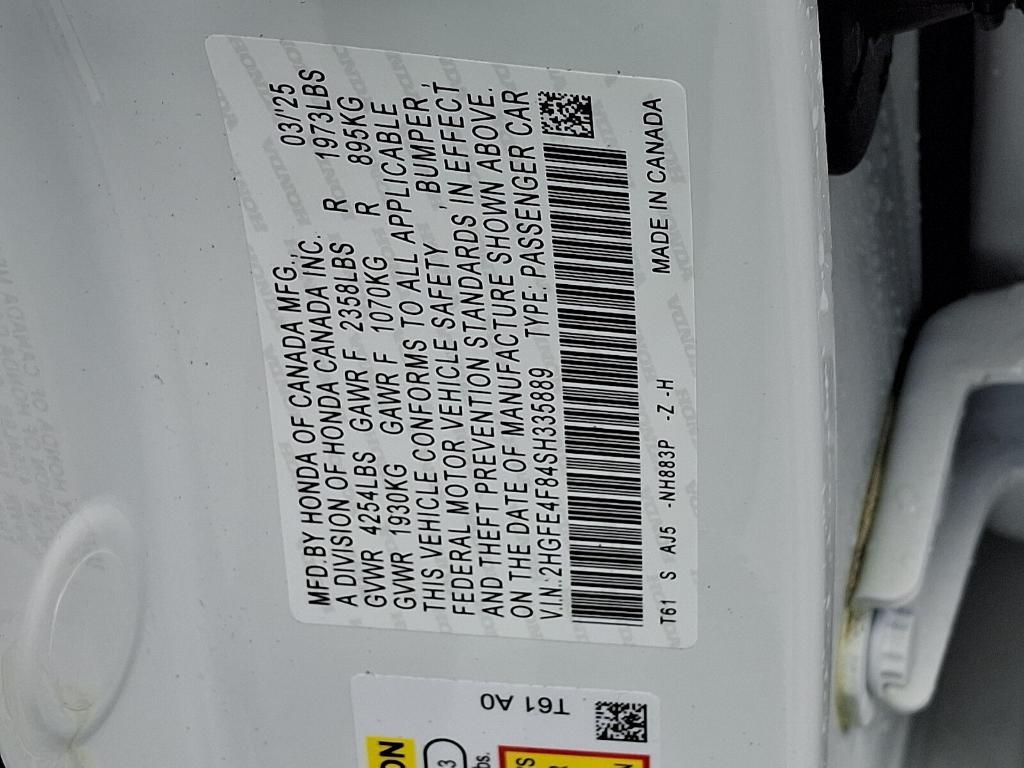 MFD.BY HONDA OF CANADA MFG., 03/'25
A DIVISION OF HONDA CANADA INC.
GVWR 4254LBS GAWR F 2358LBS R 1973LBS
GVWR 1930KG GAWR F 1070KG R 895KG
THIS VEHICLE CONFORMS TO ALL APPLICABLE
FEDERAL MOTOR VEHICLE SAFETY, BUMPER,
AND THEFT PREVENTION STANDARDS IN EFFECT
ON THE DATE OF MANUFACTURE SHOWN ABOVE.
V.I.N.:2HGFE4F84SH335889 TYPE: PASSENGER CAR
T61 S AJ5 -NH883P -Z -H MADE IN CANADA
T61 A0
3
HONDA